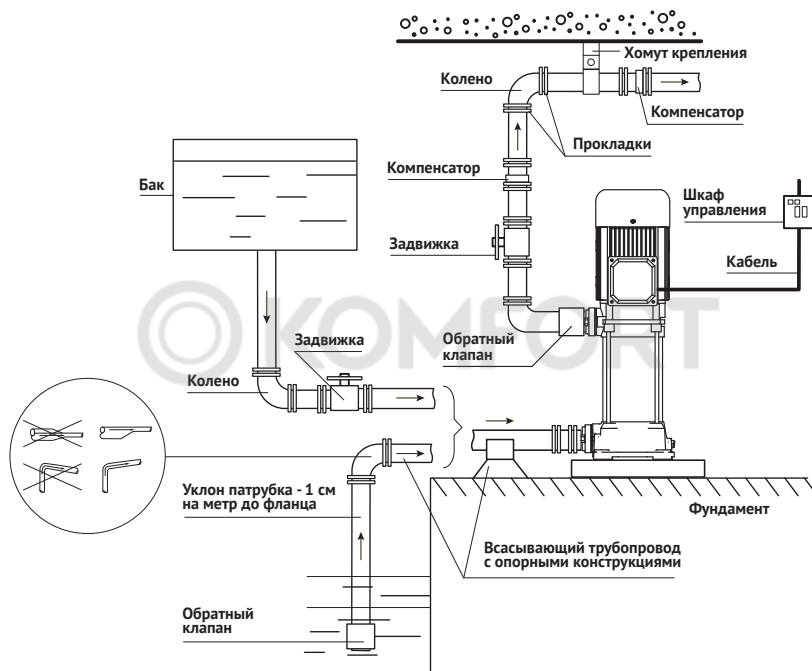 Хомут крепления
Колено
Компенсатор
Прокладки
Компенсатор
Бак
Шкаф
управления
Задвижка
Кабель
KOMFORT
Задвижка
Обратный
клапан
Колено
Уклон патрубка - 1 см
на метр до фланца
Фундамент
Всасывающий трубопровод
с опорными конструкциями
Обратный
клапан